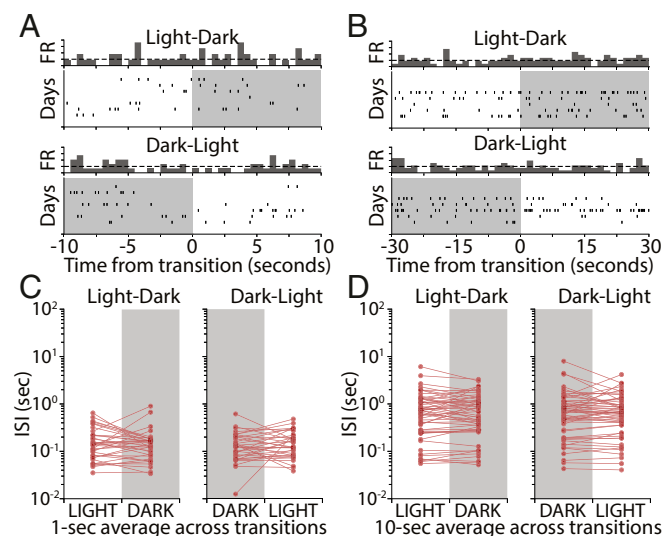 A
Light-Dark
FR
Days
Dark-Light
FR
Days
-10 -5 0 5 10
Time from transition (seconds)
B
Light-Dark
FR
Days
Dark-Light
FR
Days
-30 -15 0 15 30
Time from transition (seconds)
C
Light-Dark Dark-Light
ISI (sec)
10²
10¹
10⁰
10⁻¹
10⁻²
LIGHT DARK DARK LIGHT
1-sec average across transitions
D
Light-Dark Dark-Light
ISI (sec)
10²
10¹
10⁰
10⁻¹
10⁻²
LIGHT DARK DARK LIGHT
10-sec average across transitions